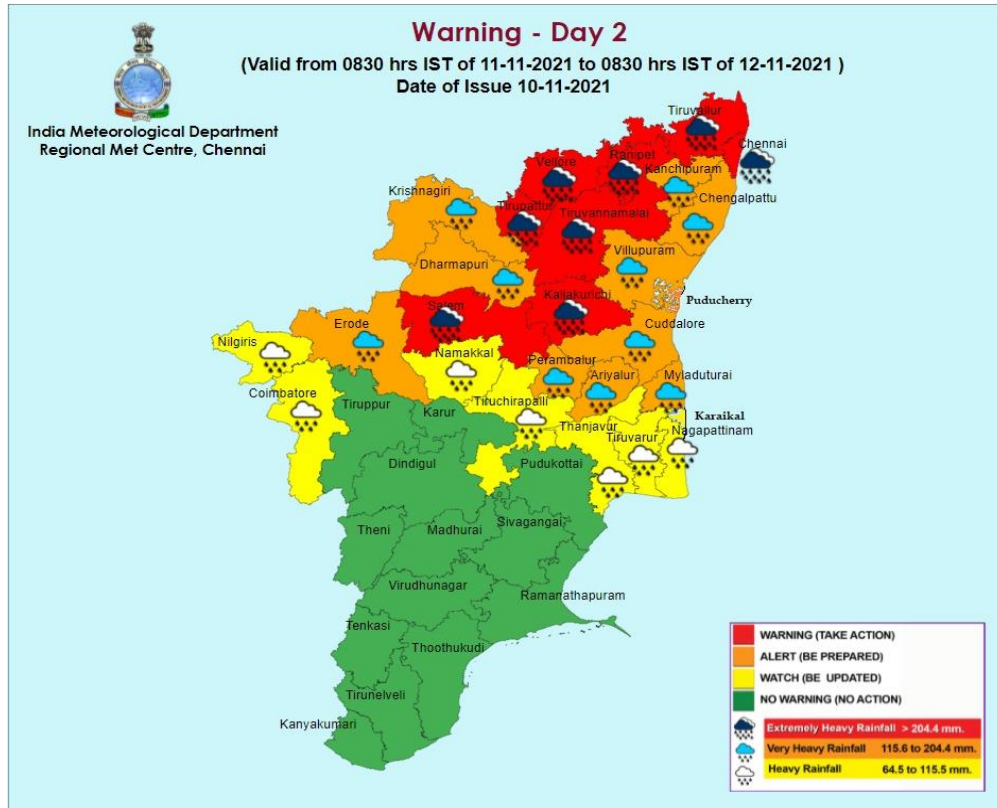 Warning - Day 2
(Valid from 0830 hrs IST of 11-11-2021 to 0830 hrs IST of 12-11-2021 )
Date of Issue 10-11-2021
India Meteorological Department
Regional Met Centre, Chennai
Tiruvallur
Chennai
Ranipet
Vellore
Kanchipuram
Krishnagiri
Chengalpattu
Tirupattur
Tiruvannamalai
Villupuram
Dharmapuri
Puducherry
Kallakurichi
Salem
Erode
Cuddalore
Nilgiris
Namakkal
Perambalur
Ariyalur
Myladuturai
Coimbatore
Tiruppur
Karur
Tiruchirapalli
Karaikal
Thanjavur
Nagapattinam
Tiruvarur
Dindigul
Pudukottai
Sivagangai
Theni
Madhurai
Virudhunagar
Ramanathapuram
Tenkasi
Thoothukudi
Tirunelveli
Kanyakumari
WARNING (TAKE ACTION)
ALERT (BE PREPARED)
WATCH (BE UPDATED)
NO WARNING (NO ACTION)
Extremely Heavy Rainfall > 204.4 mm.
Very Heavy Rainfall 115.6 to 204.4 mm.
Heavy Rainfall 64.5 to 115.5 mm.